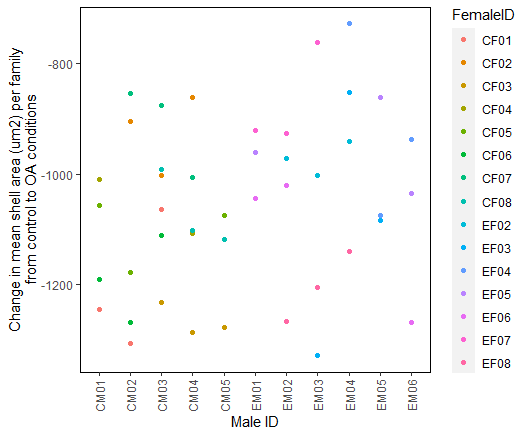 Change in mean shell area (um2) per family
from control to OA conditions
-800
-1000
-1200
CM01
CM02
CM03
CM04
CM05
EM01
EM02
EM03
EM04
EM05
EM06
Male ID
FemaleID
CF01
CF02
CF03
CF04
CF05
CF06
CF07
CF08
EF02
EF03
EF04
EF05
EF06
EF07
EF08